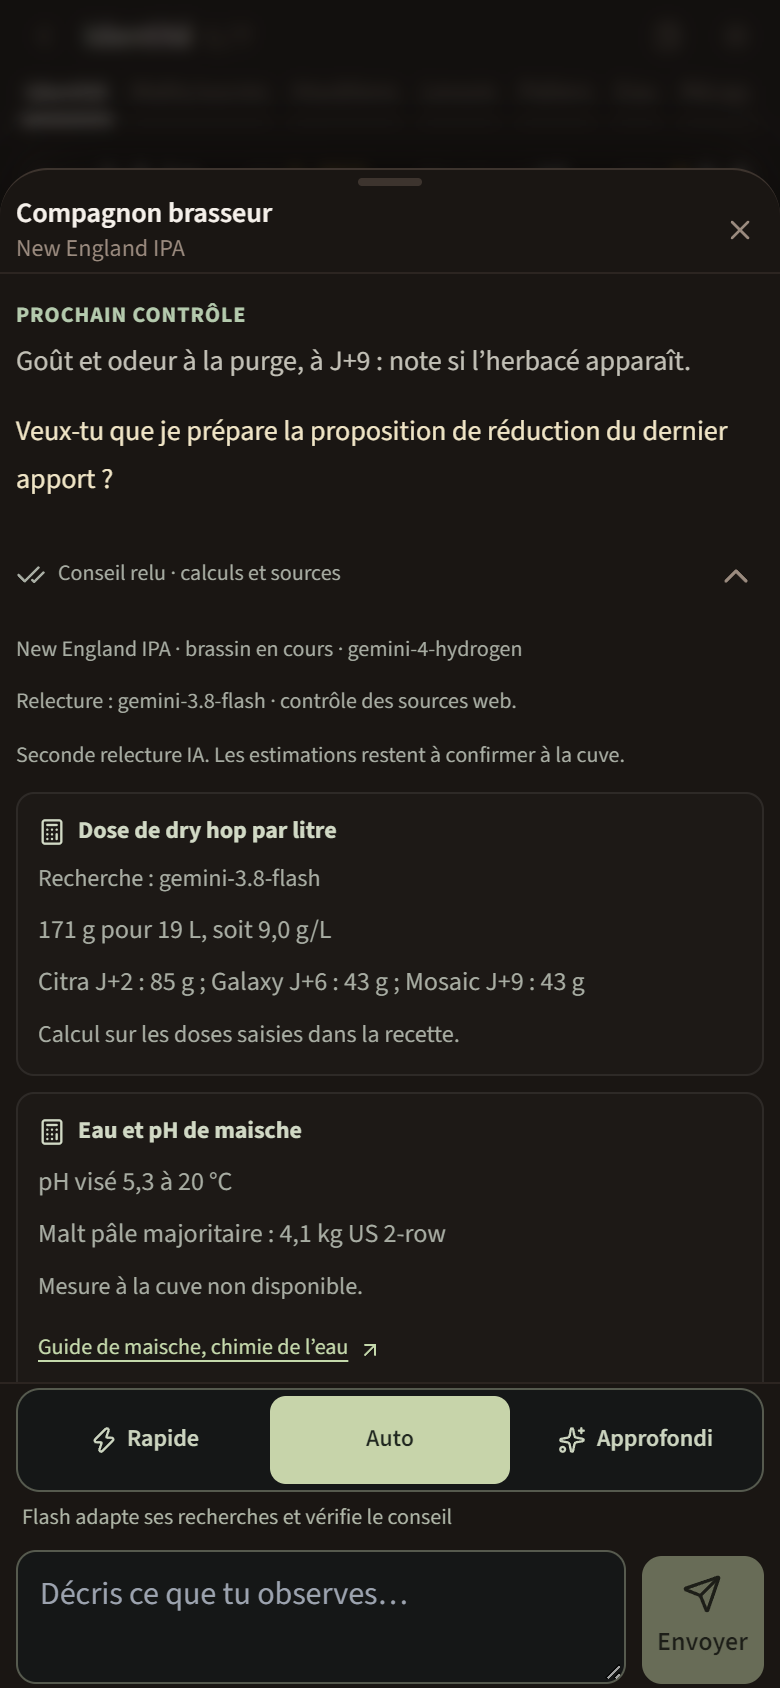 Compagnon brasseur
New England IPA
PROCHAIN CONTRÔLE
Goût et odeur à la purge, à J+9 : note si l’herbacé apparaît.
Veux-tu que je prépare la proposition de réduction du dernier
apport ?
Conseil relu · calculs et sources
New England IPA · brassin en cours · gemini-4-hydrogen
Relecture : gemini-3.8-flash · contrôle des sources web.
Seconde relecture IA. Les estimations restent à confirmer à la cuve.
Dose de dry hop par litre
Recherche : gemini-3.8-flash
171 g pour 19 L, soit 9,0 g/L
Citra J+2 : 85 g ; Galaxy J+6 : 43 g ; Mosaic J+9 : 43 g
Calcul sur les doses saisies dans la recette.
Eau et pH de maische
pH visé 5,3 à 20 °C
Malt pâle majoritaire : 4,1 kg US 2-row
Mesure à la cuve non disponible.
Guide de maische, chimie de l’eau
Rapide
Auto
Approfondi
Flash adapte ses recherches et vérifie le conseil
Décris ce que tu observes…
Envoyer